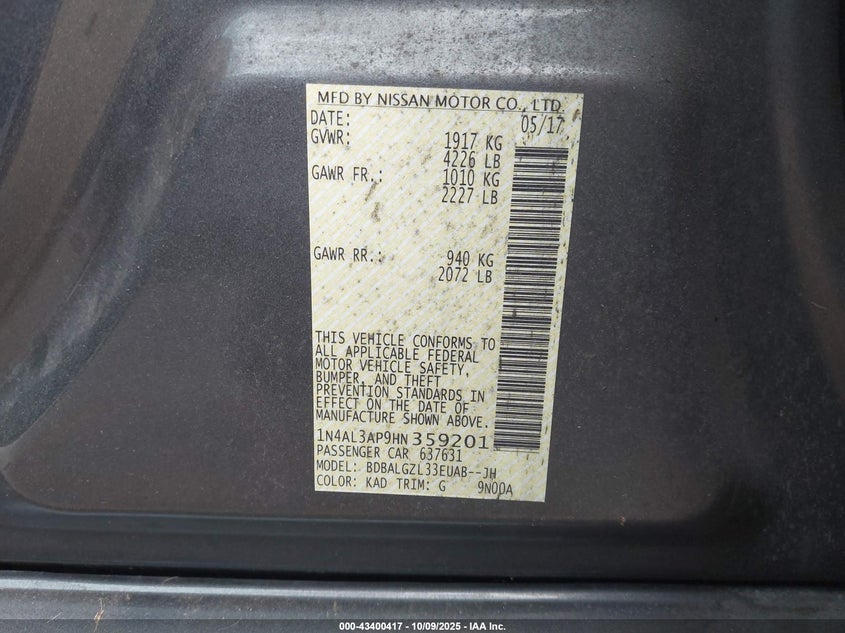 MFD BY NISSAN MOTOR CO., LTD.
DATE: 05/17
GVWR: 1917 KG
4226 LB
GAWR FR.: 1010 KG
2227 LB
GAWR RR.: 940 KG
2072 LB
THIS VEHICLE CONFORMS TO
ALL APPLICABLE FEDERAL
MOTOR VEHICLE SAFETY,
BUMPER, AND THEFT
PREVENTION STANDARDS IN
EFFECT ON THE DATE OF
MANUFACTURE SHOWN ABOVE.
1N4AL3AP9HN359201
PASSENGER CAR 637631
MODEL: BDBALGZL33EUAB--JH
COLOR: KAD TRIM: G 9N00A
000-43400417 - 10/09/2025 - IAA Inc.